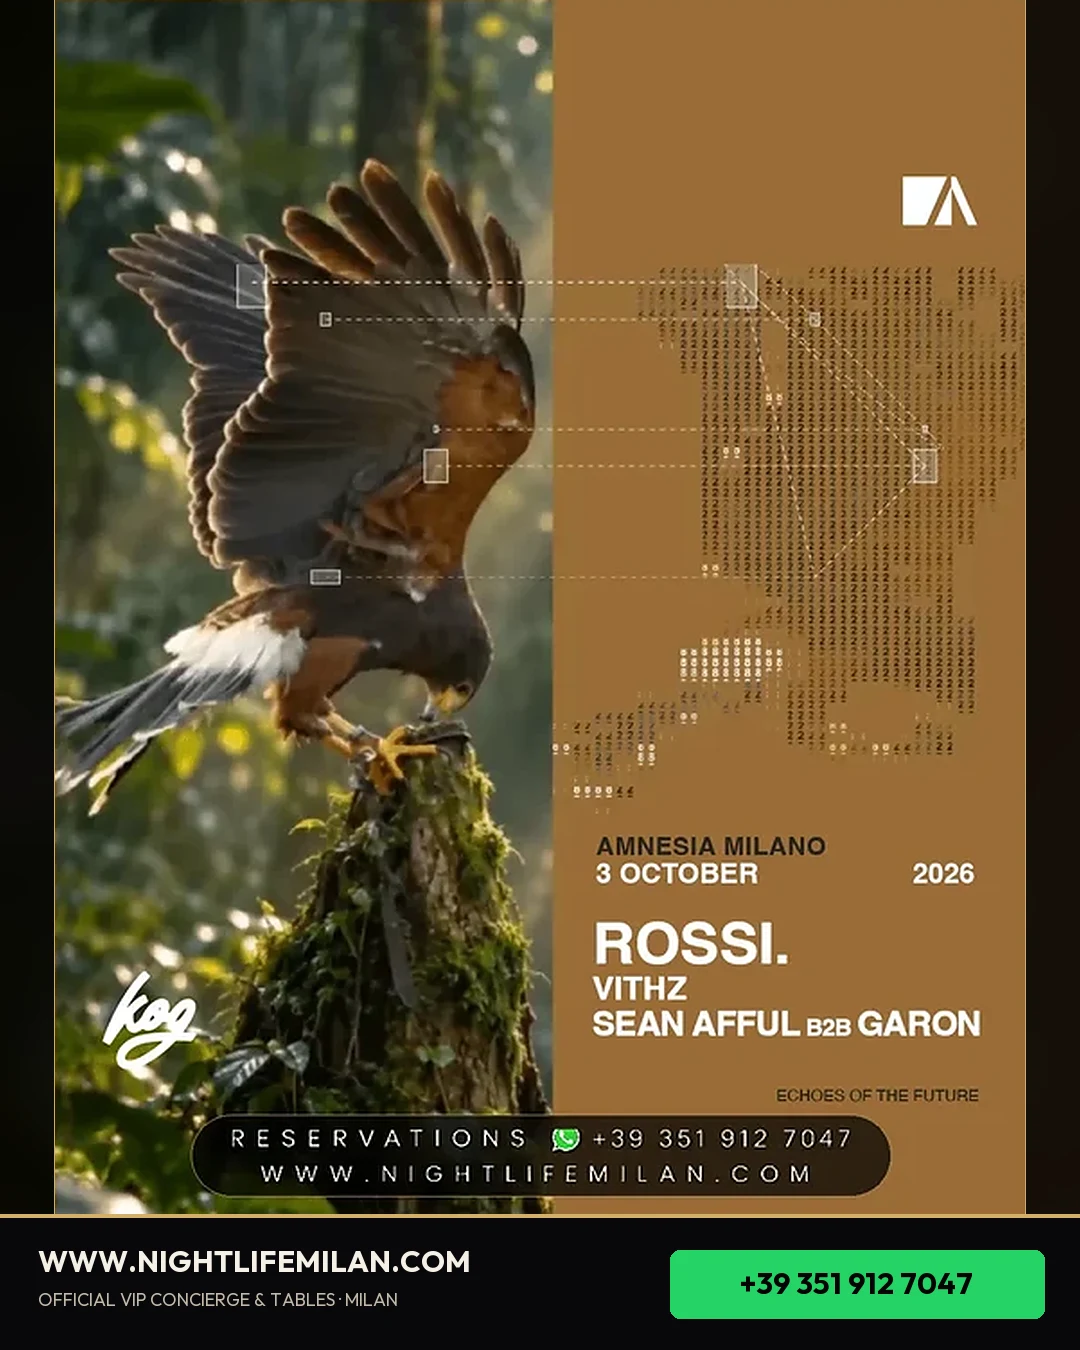 AMNESIA MILANO
3 OCTOBER 2026
ROSSI.
VITHZ
SEAN AFFUL B2B GARON
kog
ECHOES OF THE FUTURE
RESERVATIONS +39 351 912 7047
WWW.NIGHTLIFEMILAN.COM
WWW.NIGHTLIFEMILAN.COM
OFFICIAL VIP CONCIERGE & TABLES · MILAN
+39 351 912 7047